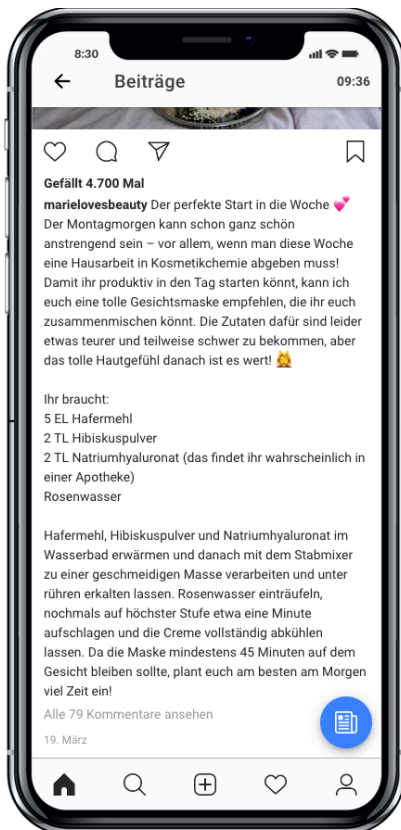 8:30
Beiträge
09:36
Gefällt 4.700 Mal
marielovesbeauty Der perfekte Start in die Woche 💕
Der Montagmorgen kann schon ganz schön
anstrengend sein – vor allem, wenn man diese Woche
eine Hausarbeit in Kosmetikchemie abgeben muss!
Damit ihr produktiv in den Tag starten könnt, kann ich
euch eine tolle Gesichtsmaske empfehlen, die ihr euch
zusammenmischen könnt. Die Zutaten dafür sind leider
etwas teurer und teilweise schwer zu bekommen, aber
das tolle Hautgefühl danach ist es wert! 💆
Ihr braucht:
5 EL Hafermehl
2 TL Hibiskuspulver
2 TL Natriumhyaluronat (das findet ihr wahrscheinlich in
einer Apotheke)
Rosenwasser
Hafermehl, Hibiskuspulver und Natriumhyaluronat im
Wasserbad erwärmen und danach mit dem Stabmixer
zu einer geschmeidigen Masse verarbeiten und unter
rühren erkalten lassen. Rosenwasser einträufeln,
nochmals auf höchster Stufe etwa eine Minute
aufschlagen und die Creme vollständig abkühlen
lassen. Da die Maske mindestens 45 Minuten auf dem
Gesicht bleiben sollte, plant euch am besten am Morgen
viel Zeit ein!
Alle 79 Kommentare ansehen
19. März